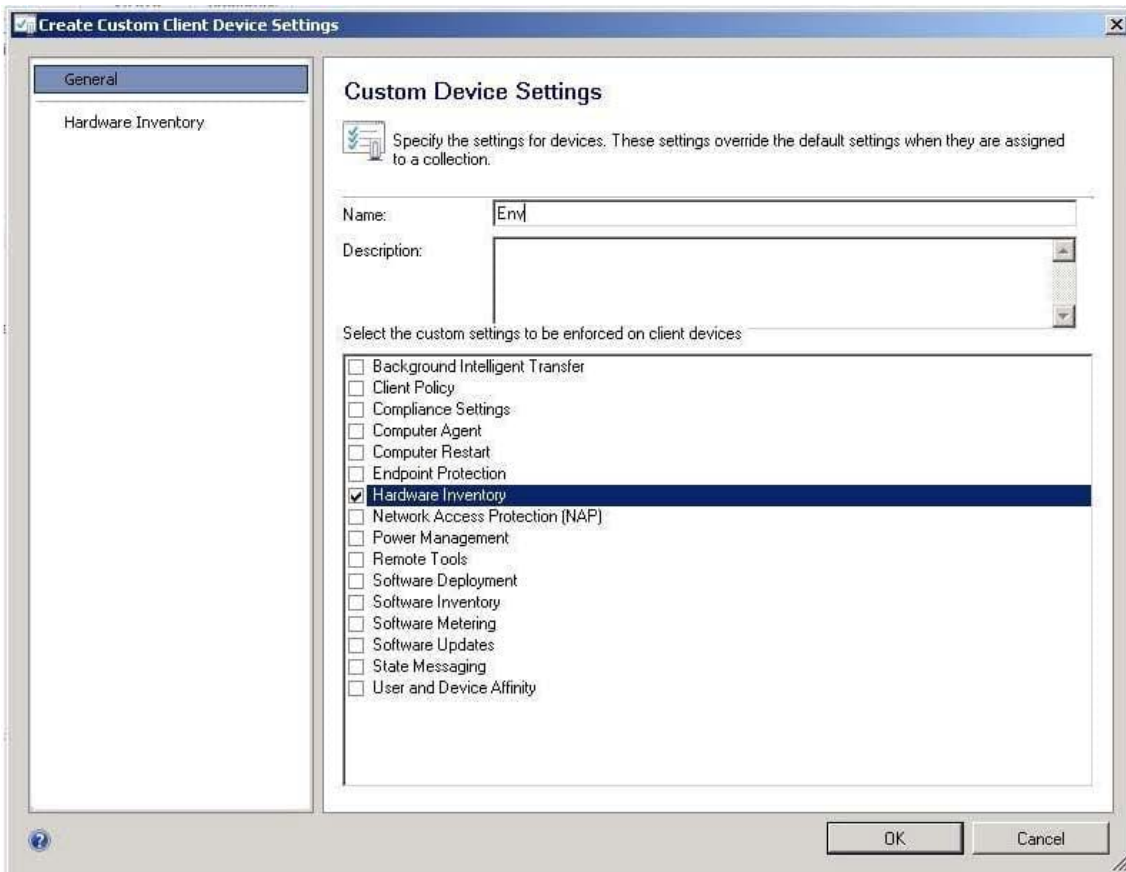 Create Custom Client Device Settings
General
Hardware Inventory
Custom Device Settings
Specify the settings for devices. These settings override the default settings when they are assigned
to a collection.
Name:
Env
Description:
Select the custom settings to be enforced on client devices
Background Intelligent Transfer
Client Policy
Compliance Settings
Computer Agent
Computer Restart
Endpoint Protection
Hardware Inventory
Network Access Protection (NAP)
Power Management
Remote Tools
Software Deployment
Software Inventory
Software Metering
Software Updates
State Messaging
User and Device Affinity
OK
Cancel